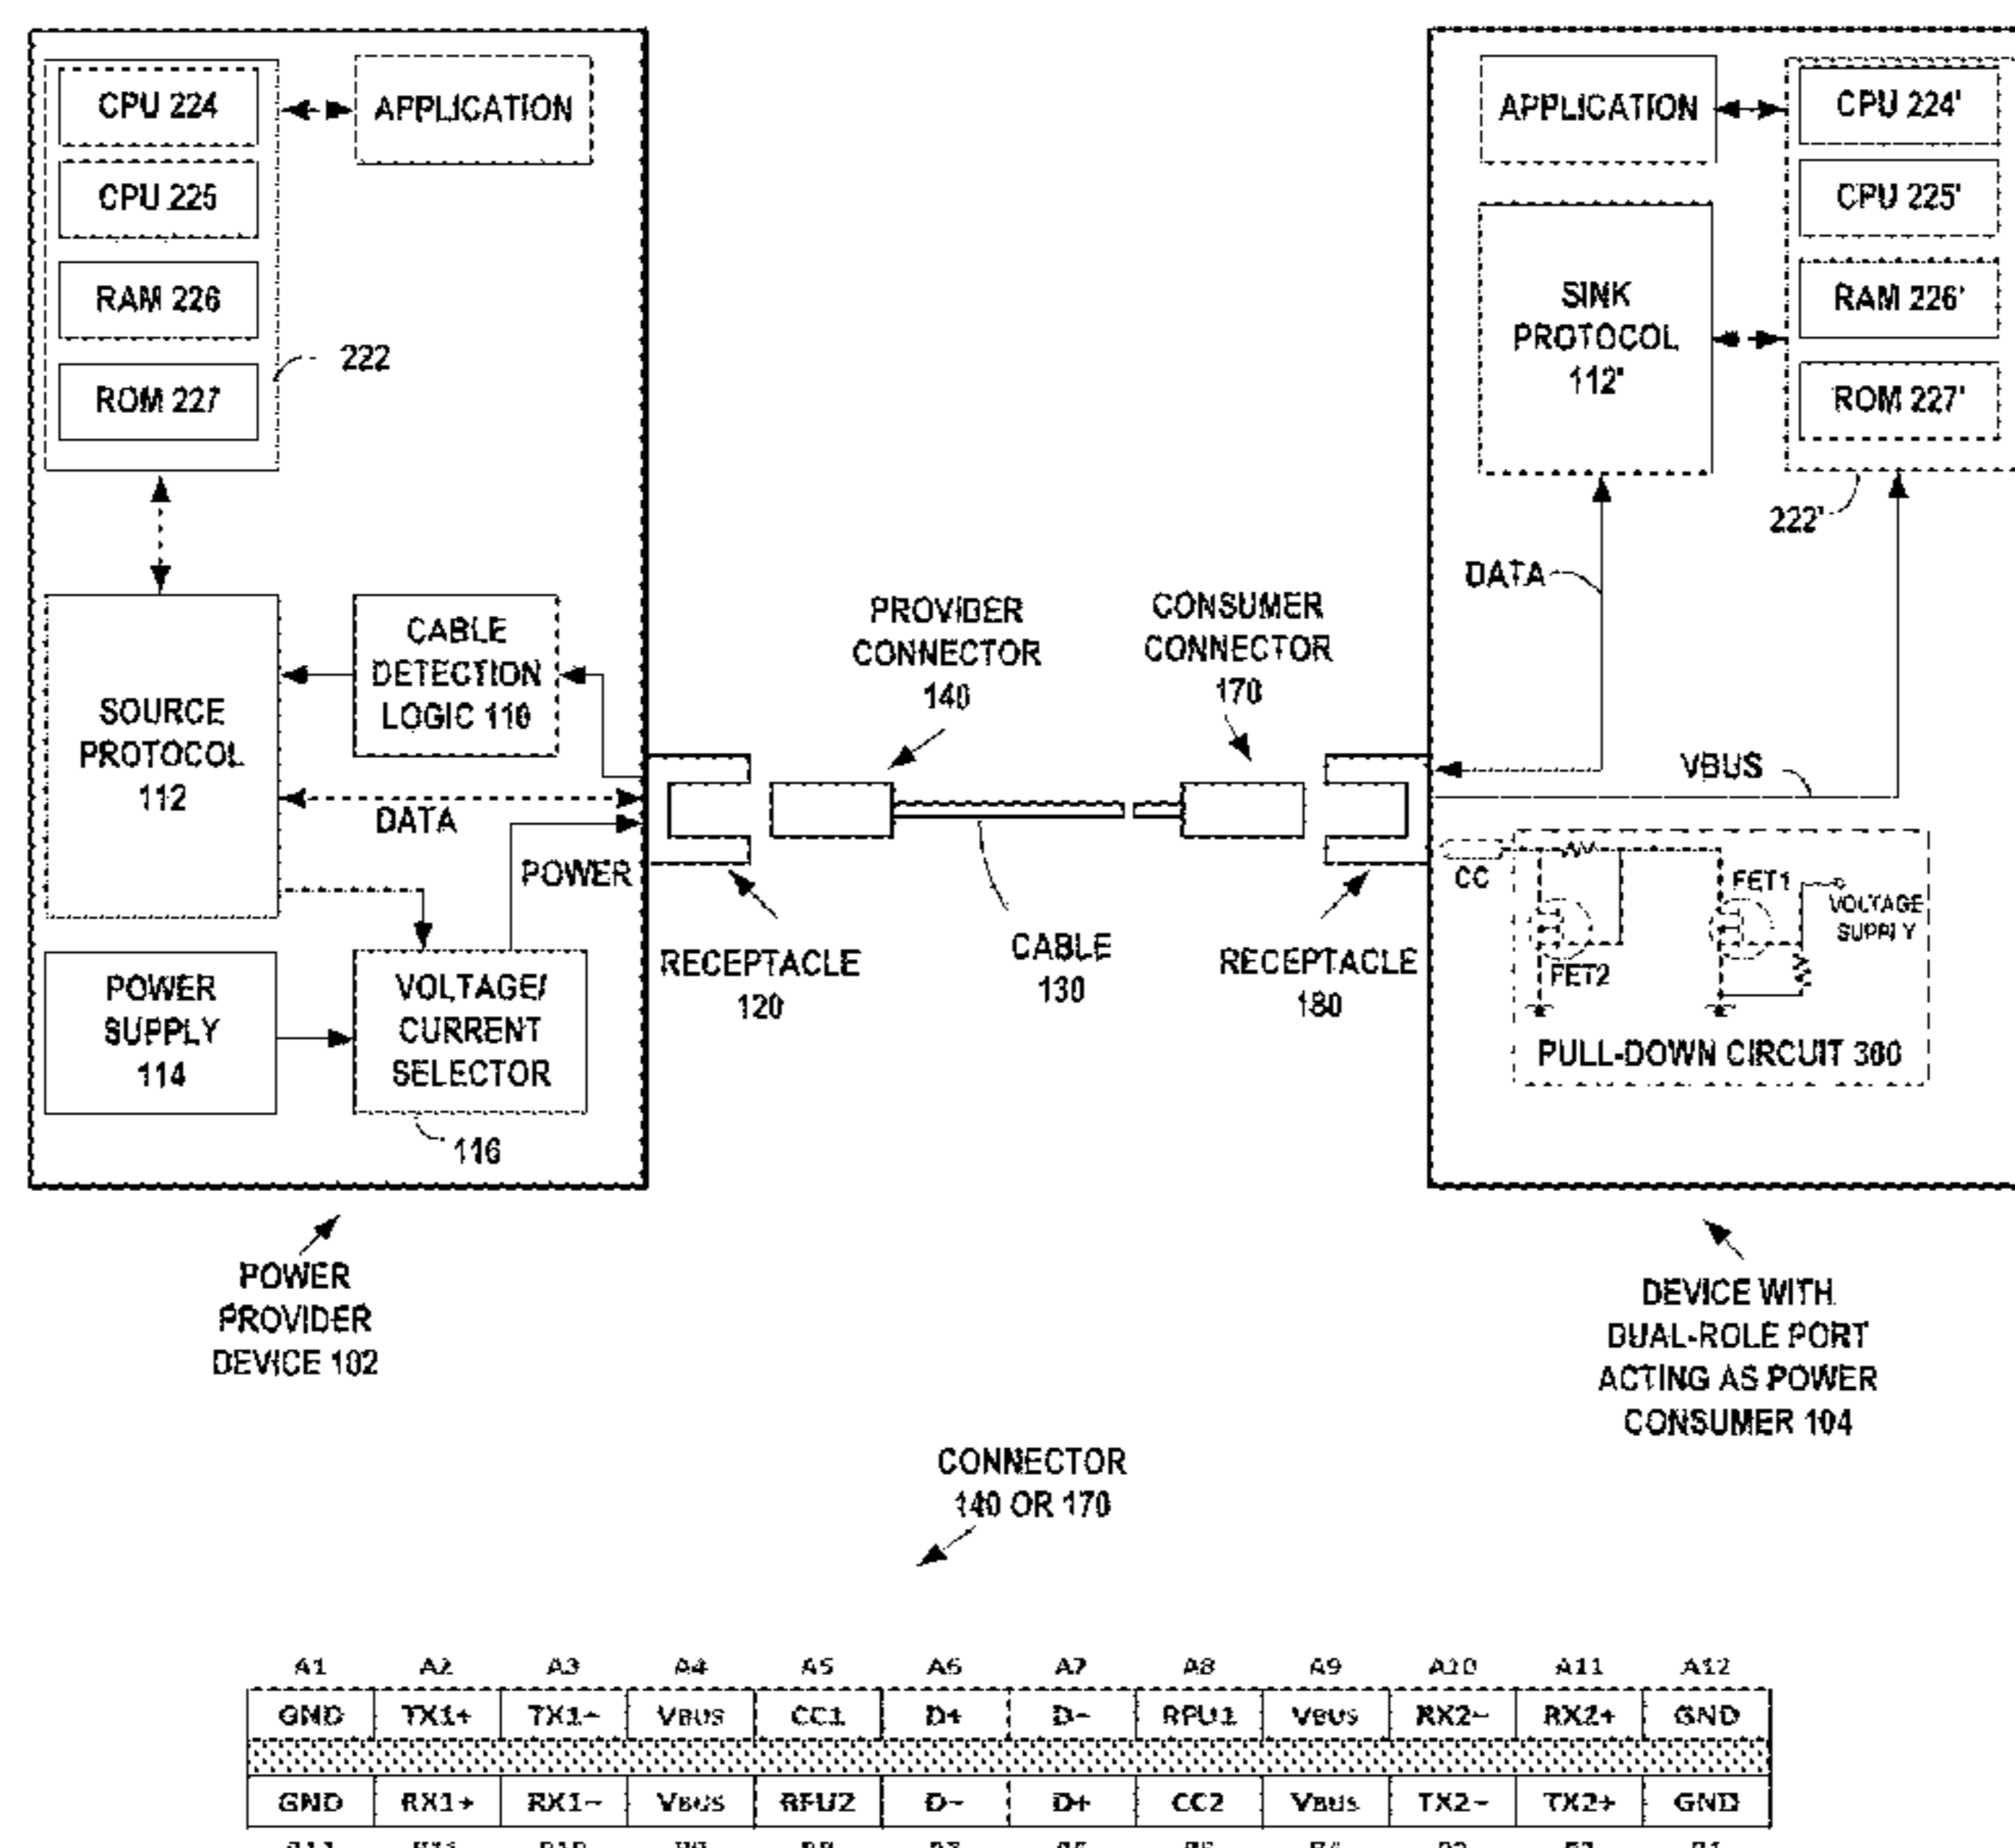 CPU 224
CPU 225
RAM 226
ROM 227
APPLICATION
222
SOURCE
PROTOCOL
112
CABLE
DETECTION
LOGIC 110
DATA
POWER
POWER
SUPPLY
114
VOLTAGE/
CURRENT
SELECTOR
116
RECEPTACLE
120
PROVIDER
CONNECTOR
140
CABLE
130
CONSUMER
CONNECTOR
170
RECEPTACLE
180
APPLICATION
CPU 224'
CPU 225'
RAM 226'
ROM 227'
SINK
PROTOCOL
112'
222'
DATA
VBUS
CC
FET1
VOLTAGE
SUPPLY
FET2
PULL-DOWN CIRCUIT 300
POWER
PROVIDER
DEVICE 102
DEVICE WITH
DUAL-ROLE PORT
ACTING AS POWER
CONSUMER 104
CONNECTOR
140 OR 170
A1 A2 A3 A4 A5 A6 A7 A8 A9 A10 A11 A12
GND TX1+ TX1- VBUS CC1 D+ D- RFU1 VBUS RX2- RX2+ GND
GND RX1+ RX1- VBUS RFU2 D- D+ CC2 VBUS TX2- TX2+ GND